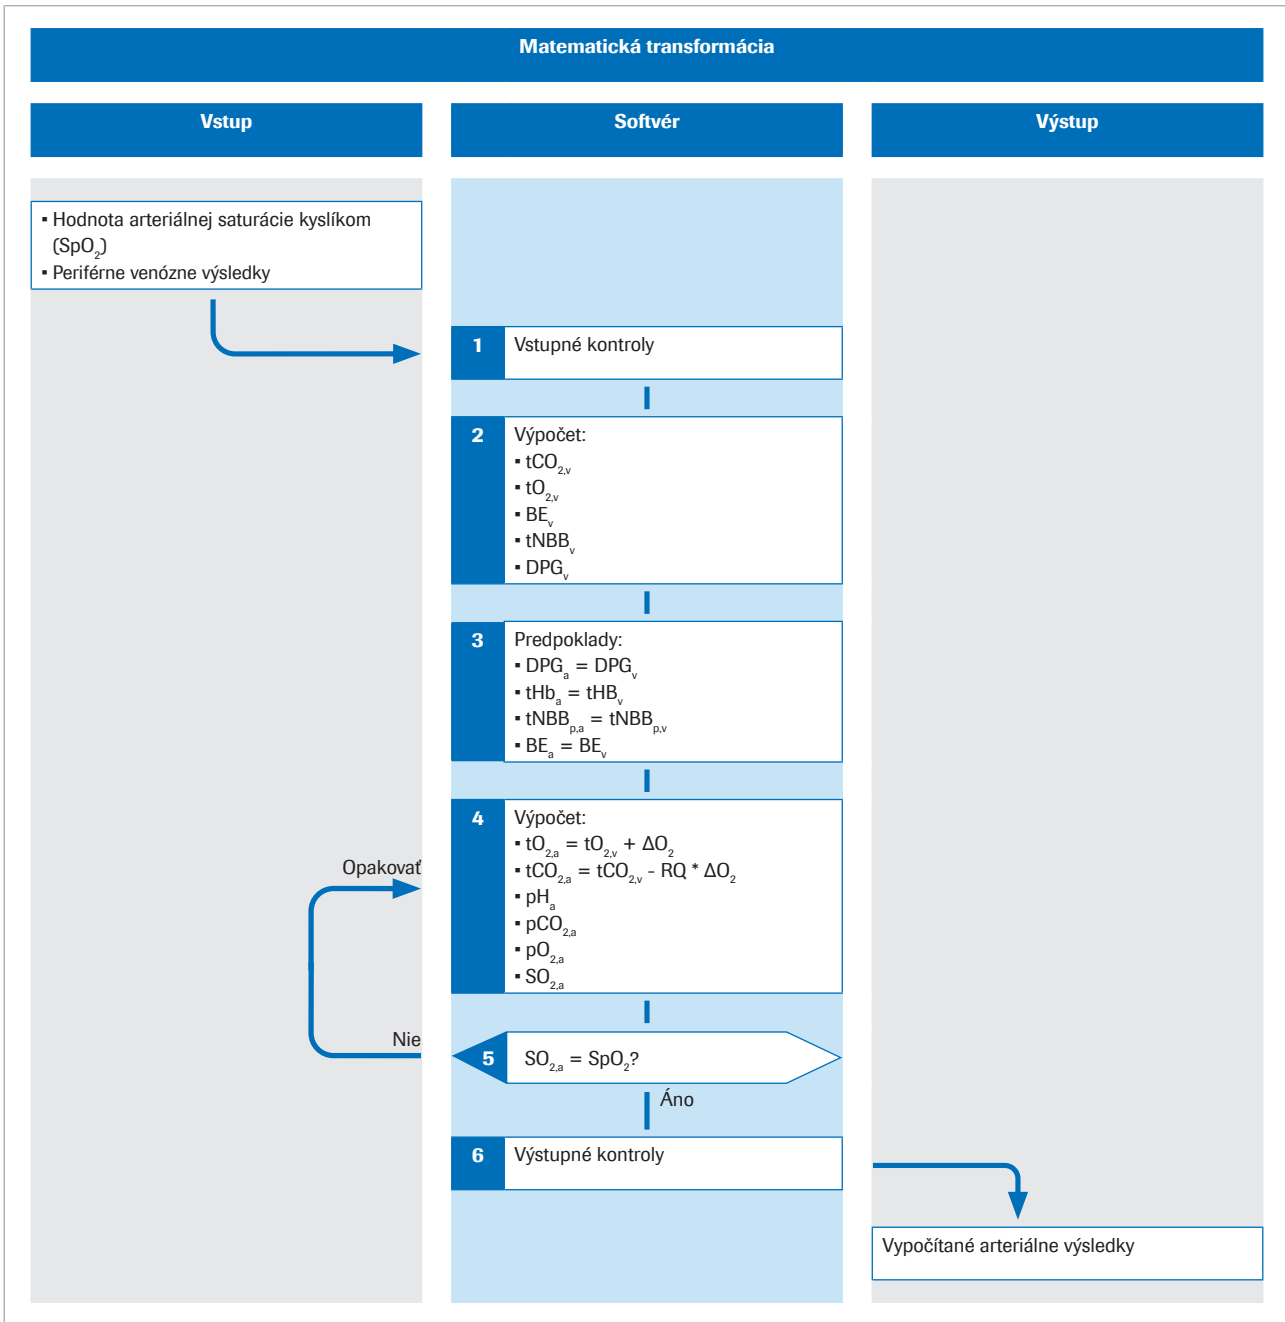 Matematická transformácia
Vstup
Softvér
Výstup
▪ Hodnota arteriálnej saturácie kyslíkom
(SpO₂)
▪ Periférne venózne výsledky
1 Vstupné kontroly
2 Výpočet:
▪ tCO₂,ᵥ
▪ tO₂,ᵥ
▪ BEᵥ
▪ tNBBᵥ
▪ DPGᵥ
3 Predpoklady:
▪ DPGₐ = DPGᵥ
▪ tHbₐ = tHBᵥ
▪ tNBBₚ,ₐ = tNBBₚ,ᵥ
▪ BEₐ = BEᵥ
4 Výpočet:
▪ tO₂,ₐ = tO₂,ᵥ + ΔO₂
▪ tCO₂,ₐ = tCO₂,ᵥ - RQ * ΔO₂
▪ pHₐ
▪ pCO₂,ₐ
▪ pO₂,ₐ
▪ SO₂,ₐ
Opakovať
Nie
5 SO₂,ₐ = SpO₂?
Áno
6 Výstupné kontroly
Vypočítané arteriálne výsledky